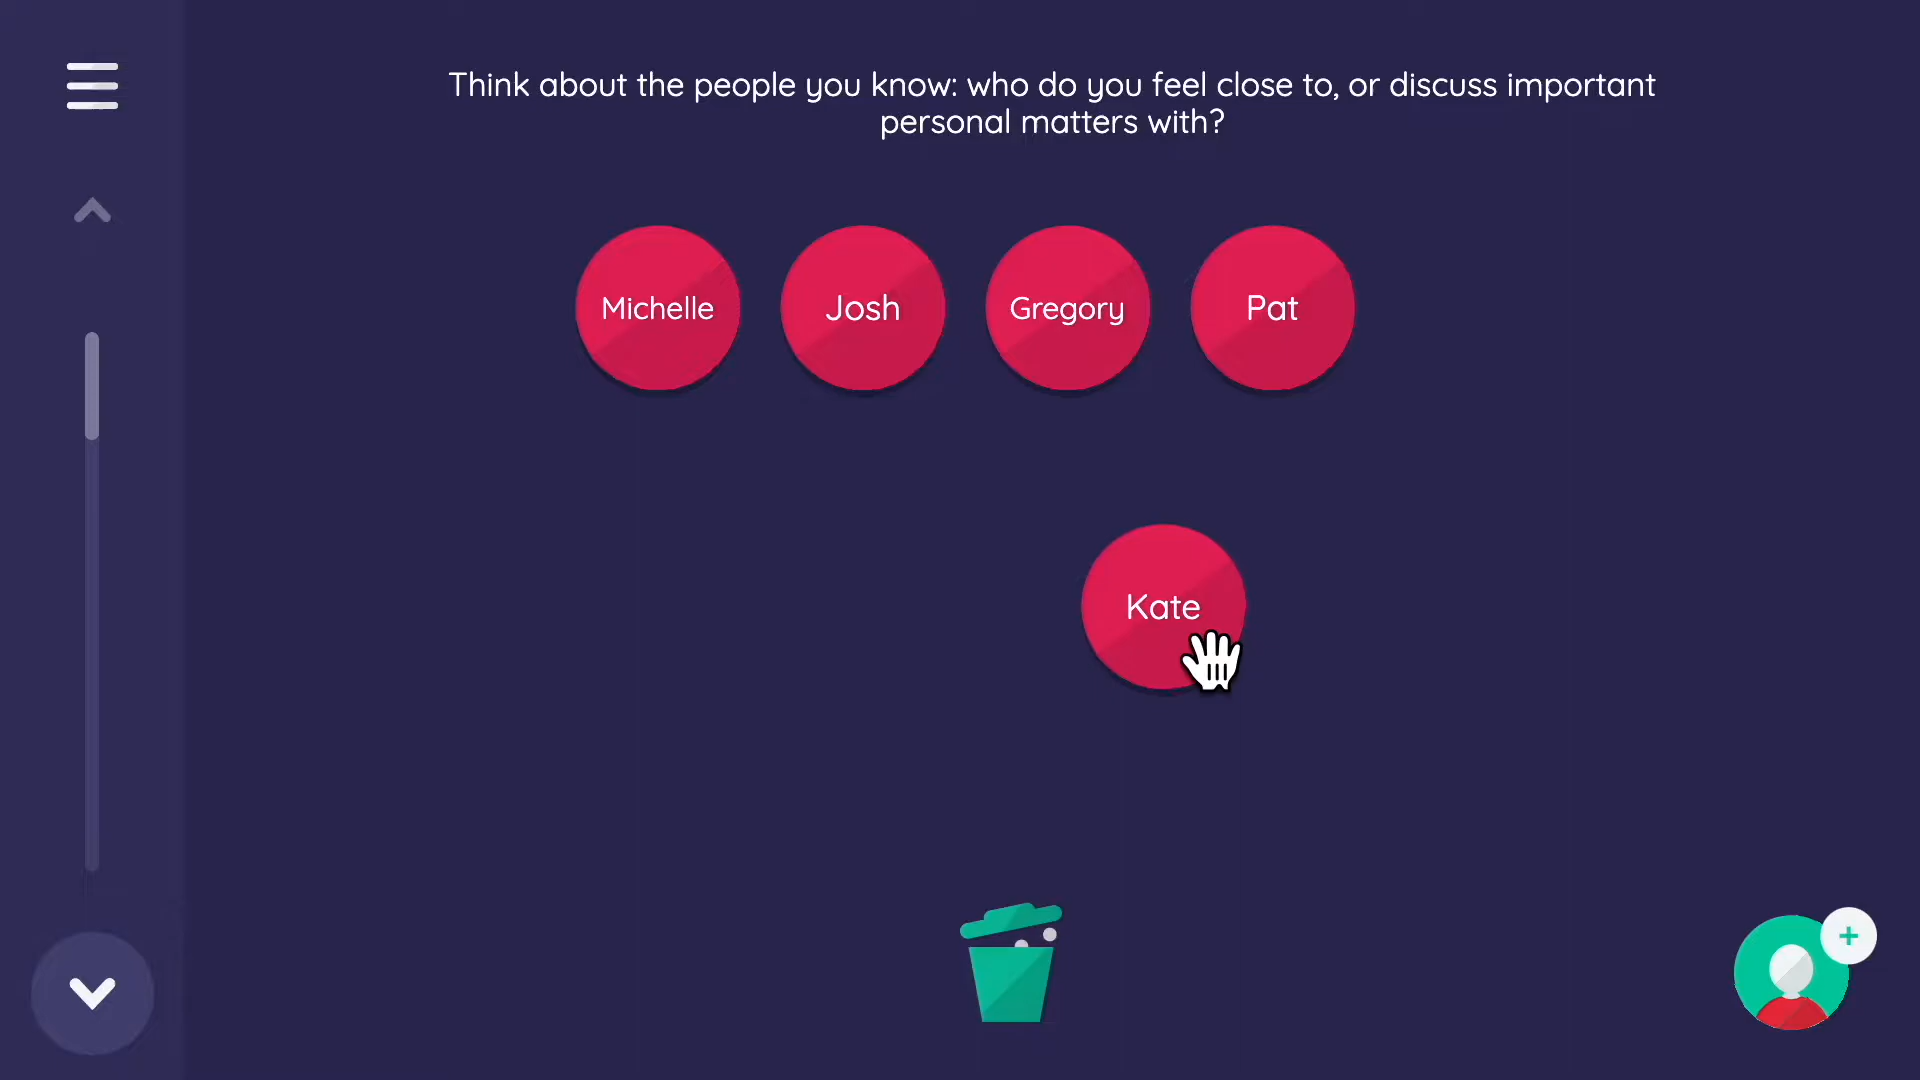 Think about the people you know: who do you feel close to, or discuss important
personal matters with?
Michelle
Josh
Gregory
Pat
Kate
+